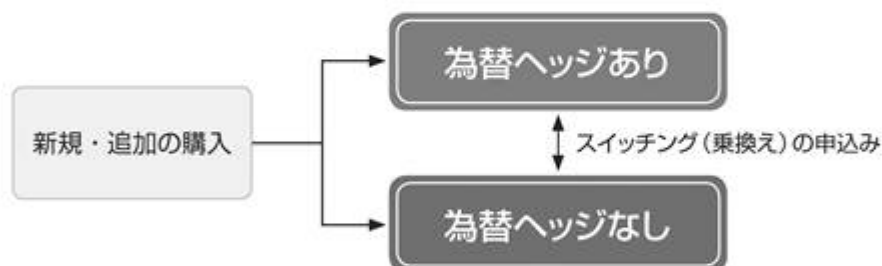 為替ヘッジあり
新規・追加の購入
スイッチング(乗換え)の申込み
為替ヘッジなし